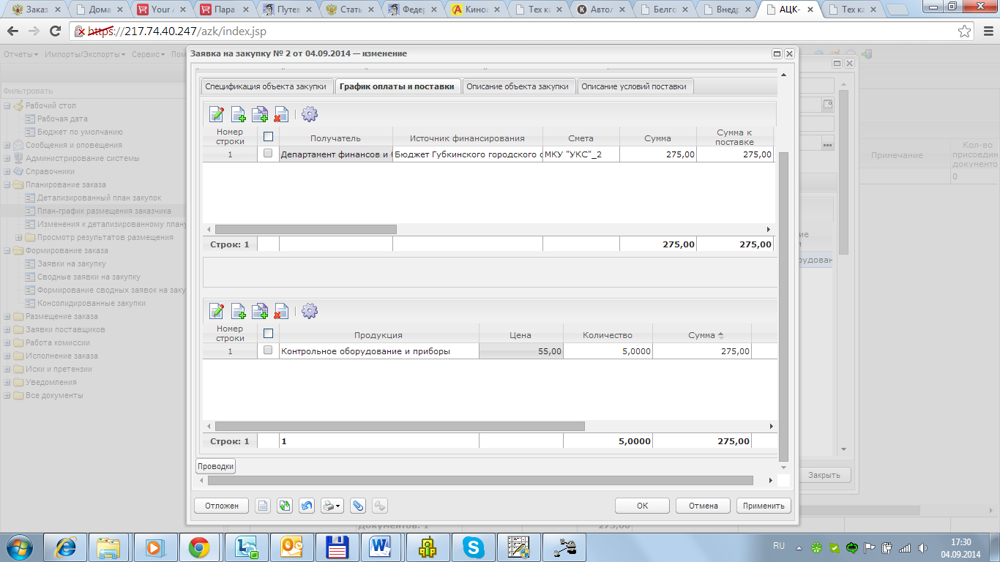 Заказ
Дома
Your A
Пара
Путев
Стать
Федер
Кино
Тех ка
Автол
Белго
Внедр
АЦК-
Тех ка
https://217.74.40.247/azk/index.jsp
Отчеты
Импорты/Экспорты
Сервис
Пом
Заявка на закупку № 2 от 04.09.2014 — изменение
Фильтровать
Рабочий стол
Рабочая дата
Бюджет по умолчанию
Сообщения и оповещения
Администрирование системы
Справочники
Планирование заказа
Детализированный план закупок
План-график размещения заказчика
Изменения к детализированному плану
Просмотр результатов размещения
Формирование заказа
Заявки на закупку
Сводные заявки на закупку
Формирование сводных заявок на заку
Консолидированные закупки
Размещение заказа
Заявки поставщиков
Работа комиссии
Исполнение заказа
Иски и претензии
Уведомления
Все документы
Спецификация объекта закупки
График оплаты и поставки
Описание объекта закупки
Описание условий поставки
Номер строки
Получатель
Источник финансирования
Смета
Сумма
Сумма к поставке
1
Департамент финансов и
Бюджет Губкинского городского о
МКУ "УКС"_2
275,00
275,00
Строк: 1
275,00
275,00
Номер строки
Продукция
Цена
Количество
Сумма
1
Контрольное оборудование и приборы
55,00
5,0000
275,00
Строк: 1
1
5,0000
275,00
Проводки
Отложен
ОК
Отмена
Применить
Примечание
Кол-во
присоедин
документо
0
ие
рудован
Закрыть
Документов: 1
275,00
RU
17:30
04.09.2014